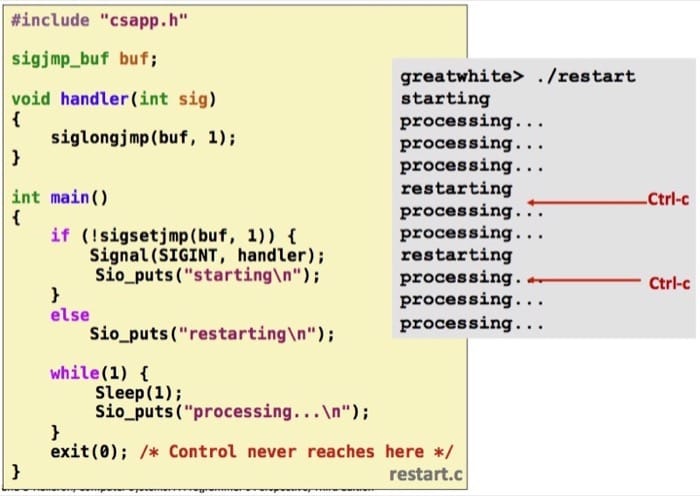 #include "csapp.h"
sigjmp_buf buf;
void handler(int sig)
{
siglongjmp(buf, 1);
}
int main()
{
if (!sigsetjmp(buf, 1)) {
Signal(SIGINT, handler);
Sio_puts("starting\n");
}
else
Sio_puts("restarting\n");
while(1) {
Sleep(1);
Sio_puts("processing...\n");
}
exit(0); /* Control never reaches here */
}
restart.c
greatwhite> ./restart
starting
processing...
processing...
processing...
restarting
Ctrl-c
processing...
processing...
restarting
processing.
Ctrl-c
processing...
processing...